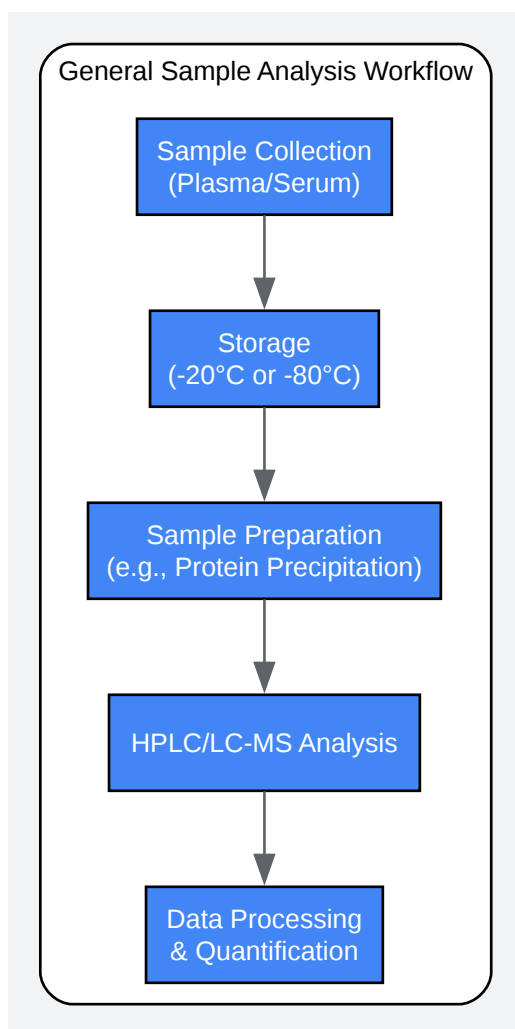 General Sample Analysis Workflow
Sample Collection
(Plasma/Serum)
Storage
(-20°C or -80°C)
Sample Preparation
(e.g., Protein Precipitation)
HPLC/LC-MS Analysis
Data Processing
& Quantification